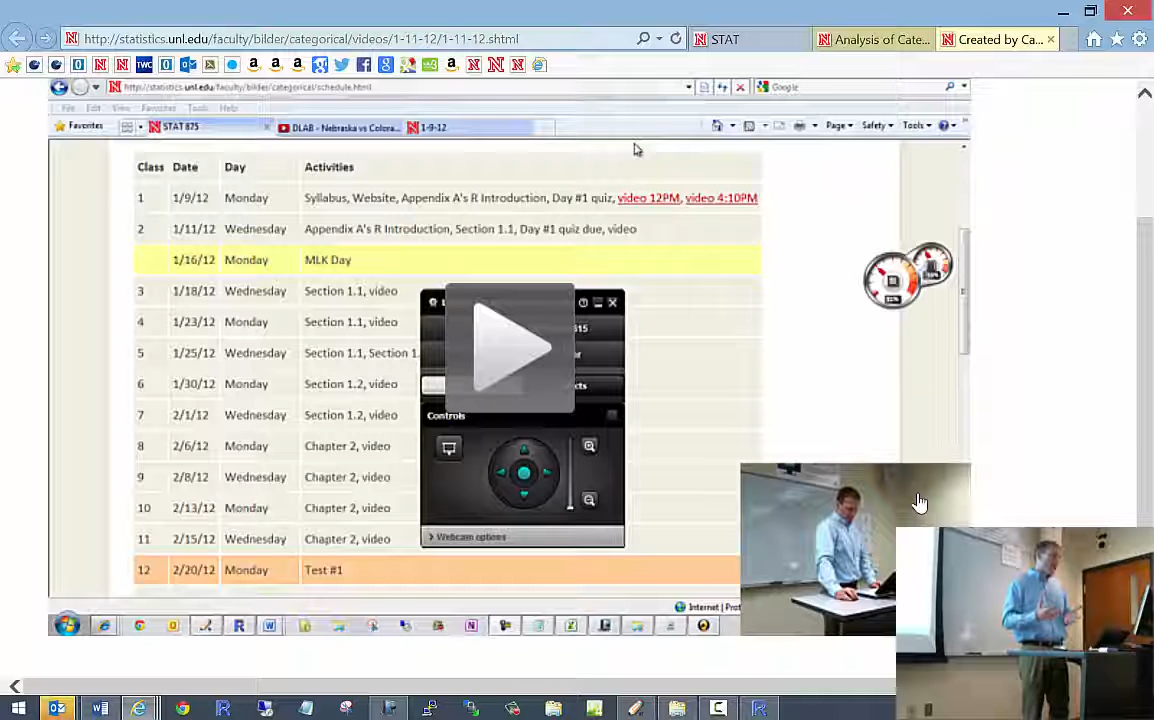 http://statistics.unl.edu/faculty/bilder/categorical/videos/1-11-12/1-11-12.shtml
STAT
Analysis of Cate...
Created by Ca...
http://statistics.unl.edu/faculty/bilder/categorical/schedule.html
Google
File Edit View Favorites Tools Help
Favorites
STAT 875
DLAB - Nebraska vs Colora...
1-9-12
Page
Safety
Tools
Class Date Day Activities
1 1/9/12 Monday Syllabus, Website, Appendix A's R Introduction, Day #1 quiz, video 12PM, video 4:10PM
2 1/11/12 Wednesday Appendix A's R Introduction, Section 1.1, Day #1 quiz due, video
1/16/12 Monday MLK Day
3 1/18/12 Wednesday Section 1.1, video
4 1/23/12 Monday Section 1.1, video
5 1/25/12 Wednesday Section 1.1, Section 1.
6 1/30/12 Monday Section 1.2, video
7 2/1/12 Wednesday Section 1.2, video
8 2/6/12 Monday Chapter 2, video
9 2/8/12 Wednesday Chapter 2, video
10 2/13/12 Monday Chapter 2, video
11 2/15/12 Wednesday Chapter 2, video
12 2/20/12 Monday Test #1
Controls
Webcam options
Internet | Prot